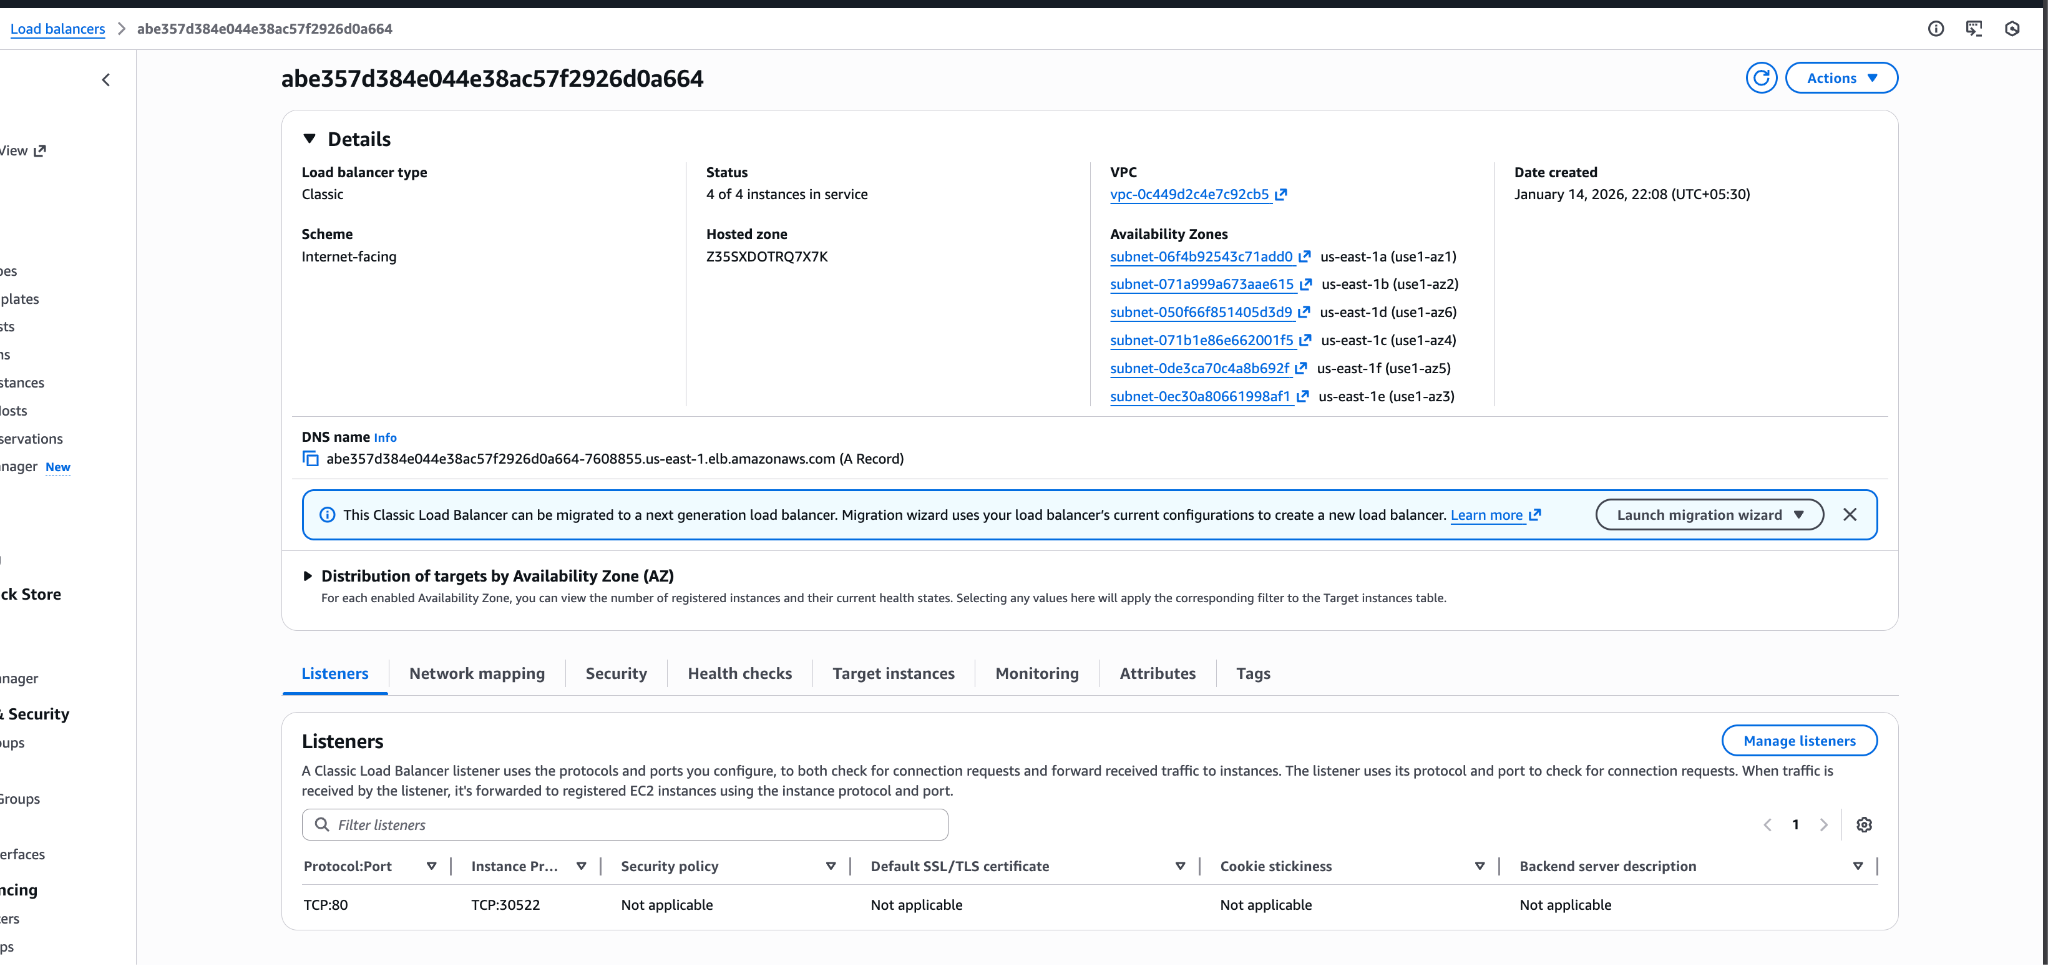 Load balancers > abe357d384e044e38ac57f2926d0a664
abe357d384e044e38ac57f2926d0a664
Actions
View
Details
Load balancer type
Classic
Status
4 of 4 instances in service
VPC
vpc-0c449d2c4e7c92cb5
Date created
January 14, 2026, 22:08 (UTC+05:30)
Scheme
Internet-facing
Hosted zone
Z35SXDOTRQ7X7K
Availability Zones
subnet-06f4b92543c71add0 us-east-1a (use1-az1)
subnet-071a999a673aae615 us-east-1b (use1-az2)
subnet-050f66f851405d3d9 us-east-1d (use1-az6)
subnet-071b1e86e662001f5 us-east-1c (use1-az4)
subnet-0de3ca70c4a8b692f us-east-1f (use1-az5)
subnet-0ec30a80661998af1 us-east-1e (use1-az3)
pes
plates
sts
ns
stances
Hosts
servations
anager New
ck Store
anager
& Security
oups
Groups
erfaces
ncing
cers
ps
DNS name Info
abe357d384e044e38ac57f2926d0a664-7608855.us-east-1.elb.amazonaws.com (A Record)
This Classic Load Balancer can be migrated to a next generation load balancer. Migration wizard uses your load balancer's current configurations to create a new load balancer. Learn more
Launch migration wizard
Distribution of targets by Availability Zone (AZ)
For each enabled Availability Zone, you can view the number of registered instances and their current health states. Selecting any values here will apply the corresponding filter to the Target instances table.
Listeners
Network mapping
Security
Health checks
Target instances
Monitoring
Attributes
Tags
Listeners
Manage listeners
A Classic Load Balancer listener uses the protocols and ports you configure, to both check for connection requests and forward received traffic to instances. The listener uses its protocol and port to check for connection requests. When traffic is
received by the listener, it's forwarded to registered EC2 instances using the instance protocol and port.
Filter listeners
1
Protocol:Port
Instance Pr...
Security policy
Default SSL/TLS certificate
Cookie stickiness
Backend server description
TCP:80
TCP:30522
Not applicable
Not applicable
Not applicable
Not applicable